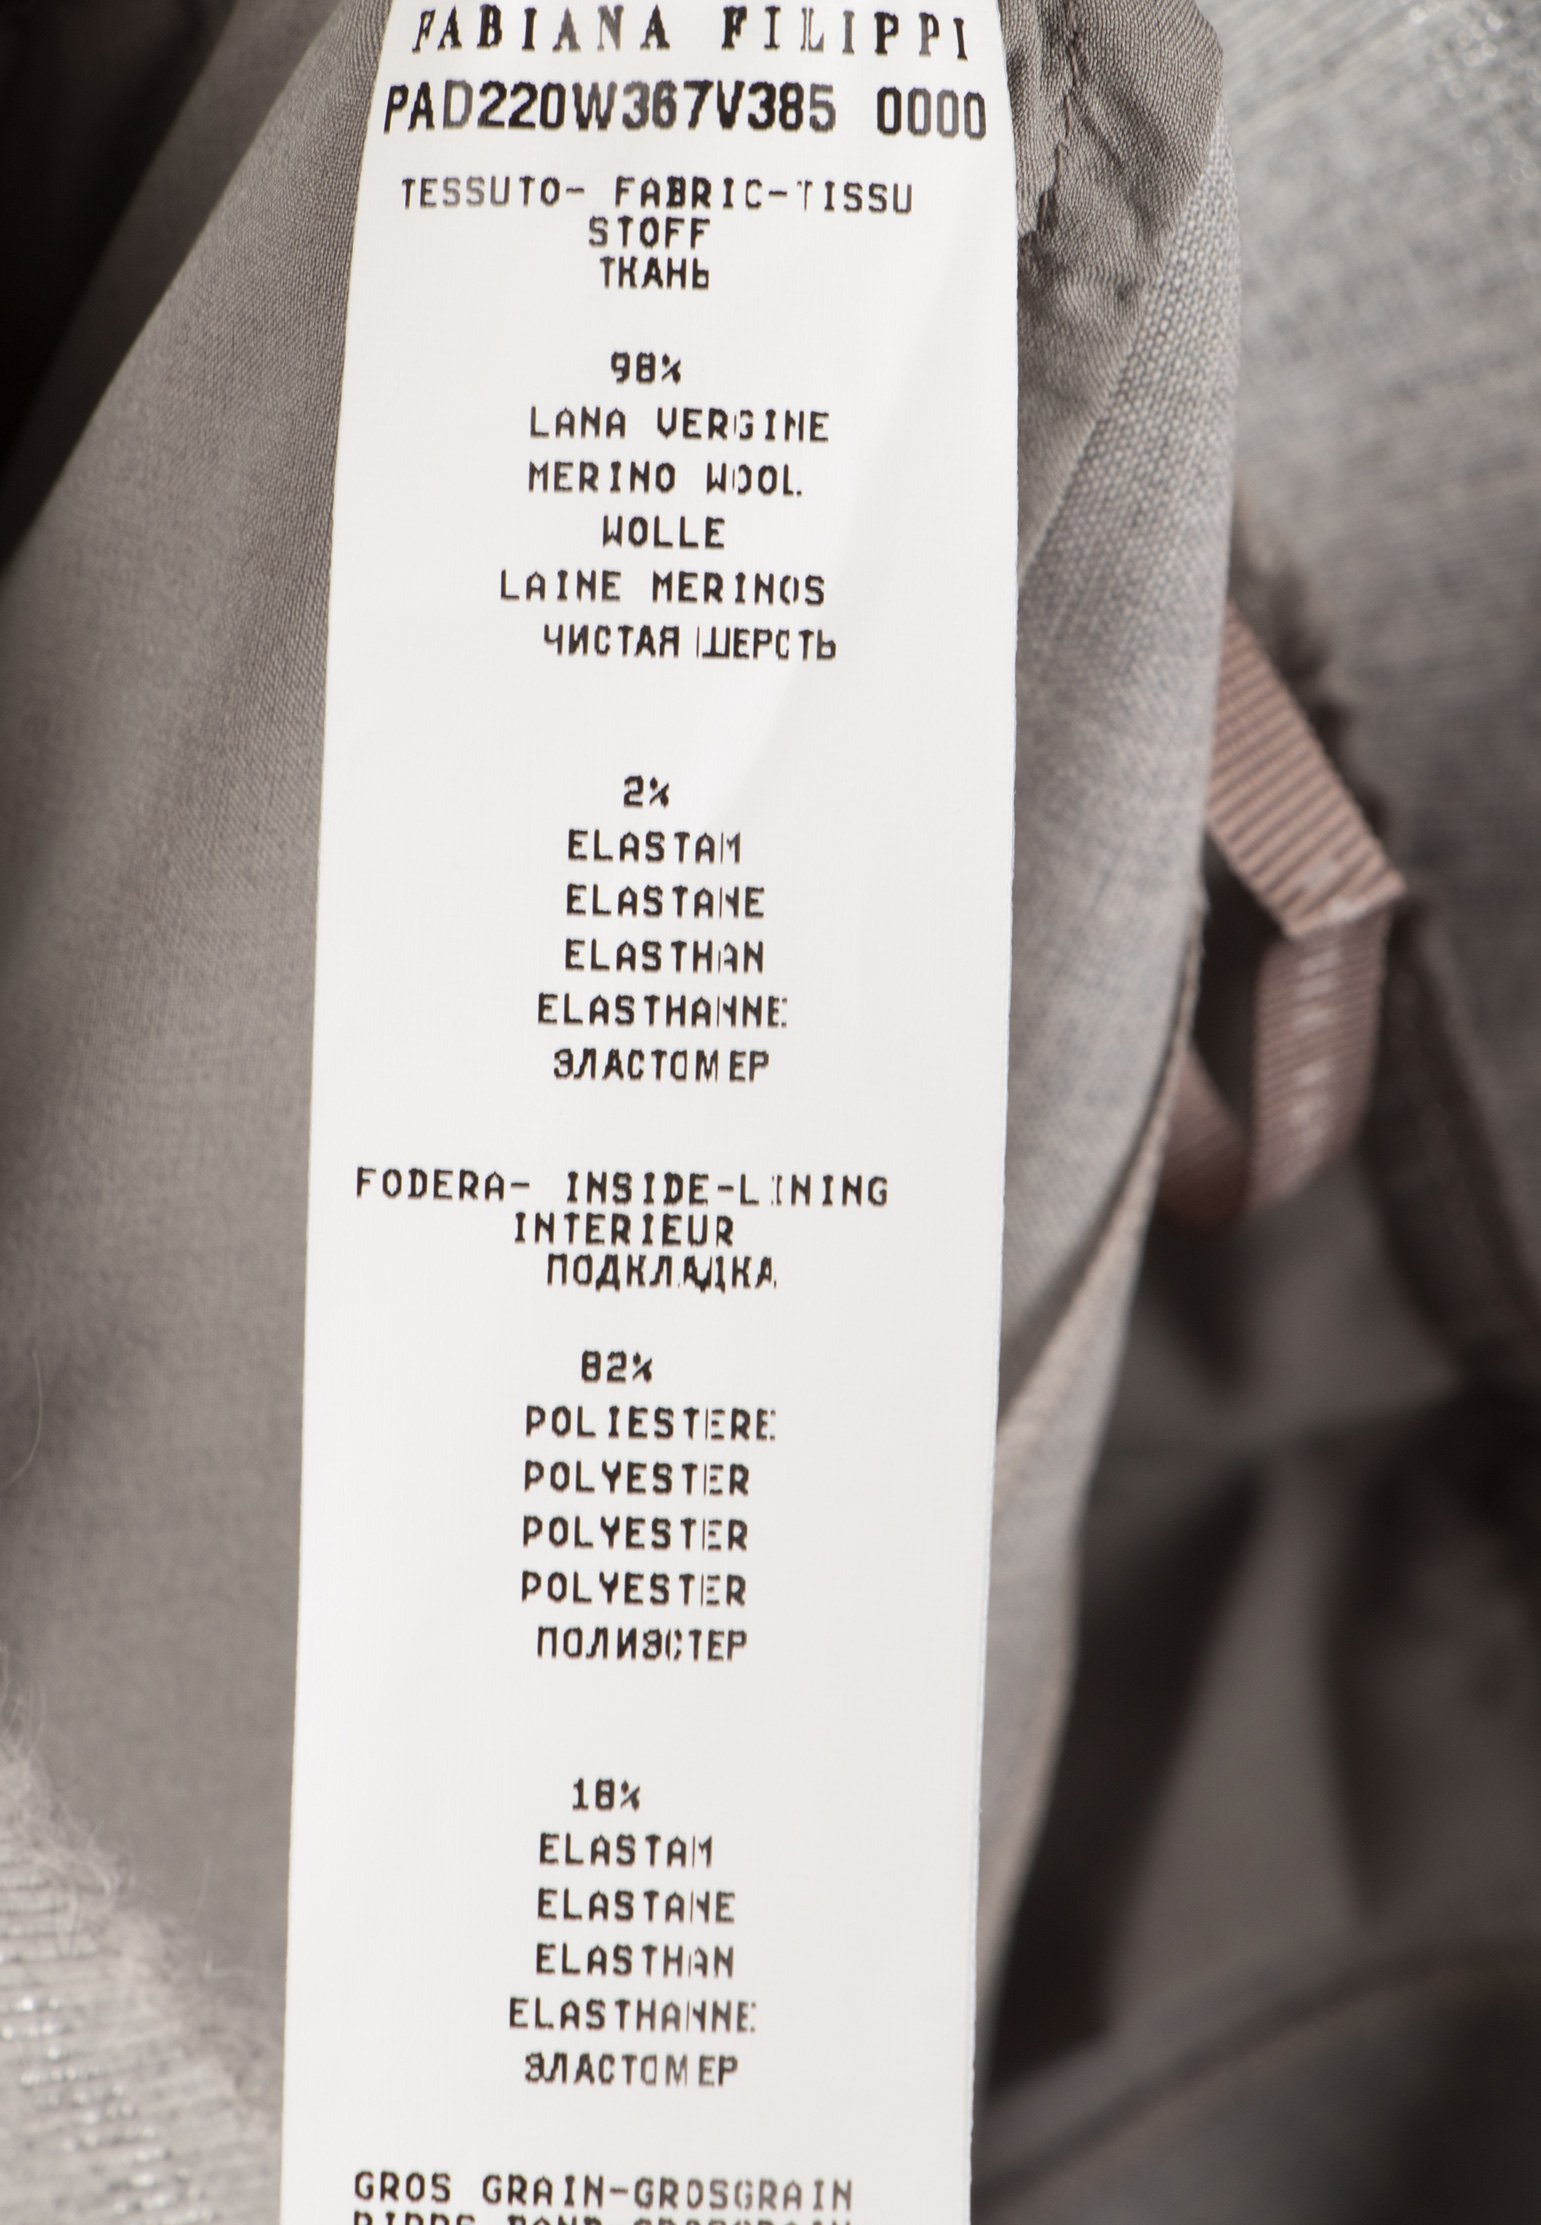 FABIANA FILIPPI
PAD220W367V385 0000
TESSUTO- FABRIC-TISSU
STOFF
ТКАНЬ
98%
LANA VERGINE
MERINO WOOL
WOLLE
LAINE MERINOS
ЧИСТАЯ ШЕРСТЬ
2%
ELASTAM
ELASTANE
ELASTHAN
ELASTHANNE
ЭЛАСТОМЕР
FODERA- INSIDE-LINING
INTERIEUR
ПОДКЛАДКА
82%
POLIESTERE
POLYESTER
POLYESTER
POLYESTER
ПОЛИЭСТЕР
18%
ELASTAM
ELASTANE
ELASTHAN
ELASTHANNE
ЭЛАСТОМЕР
GROS GRAIN-GROSGRAIN